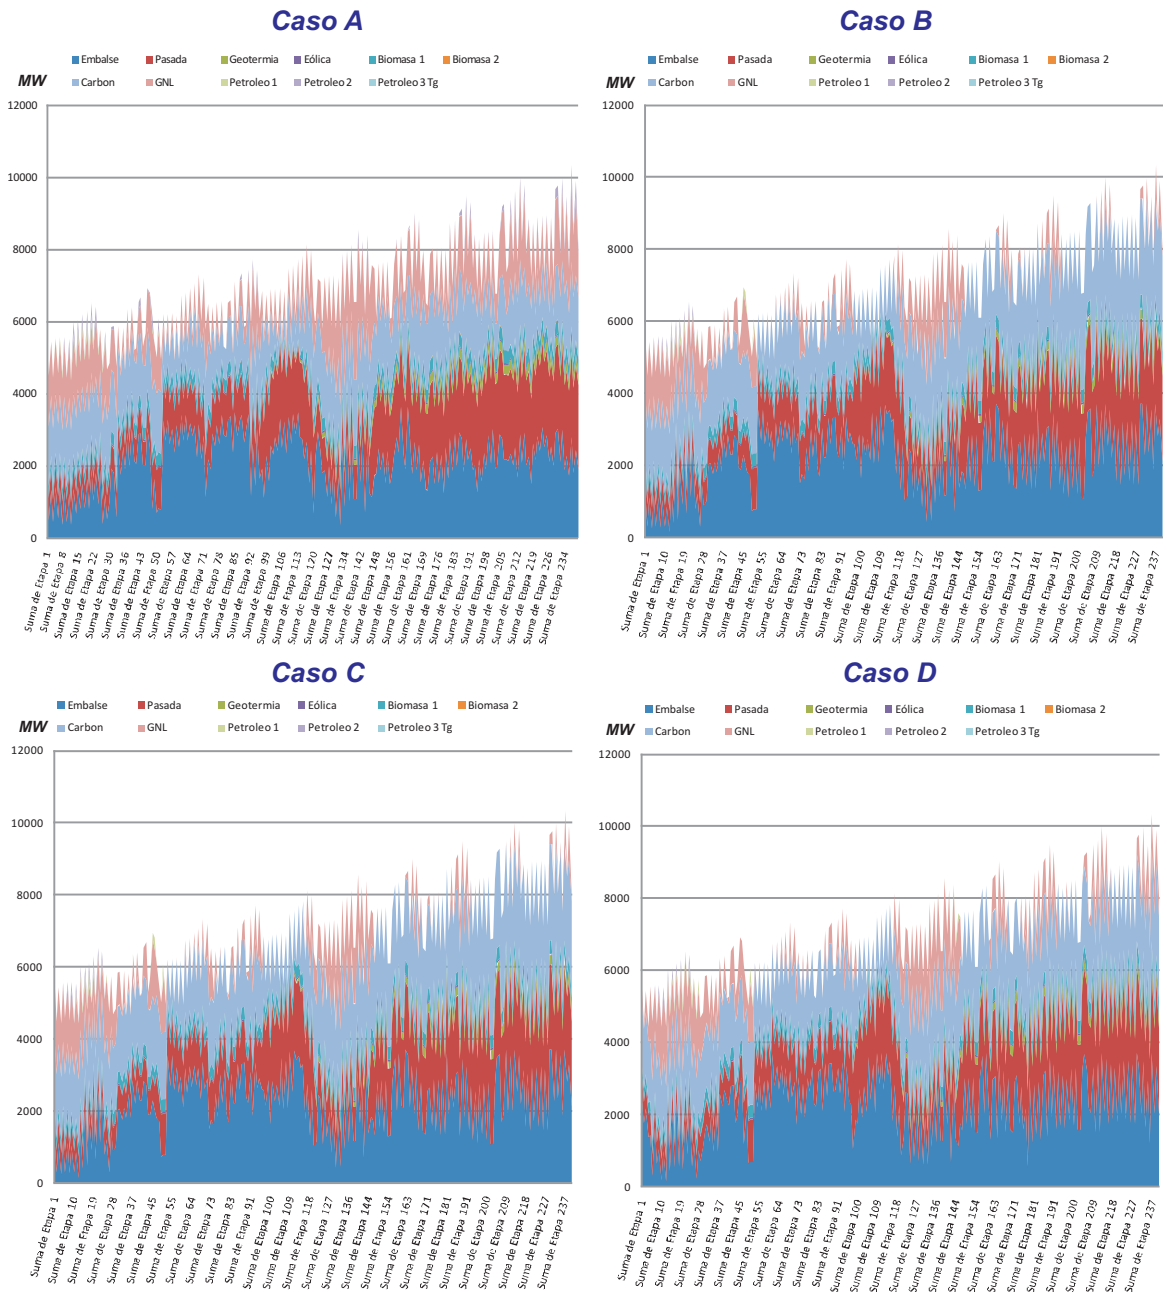 Caso A
Embalse Pasada Geotermia Eólica Biomasa 1 Biomasa 2
MW Carbon GNL Petroleo 1 Petroleo 2 Petroleo 3 Tg
12000
10000
8000
6000
4000
2000
0
Suma de Etapa 1
Suma de Etapa 8
Suma de Etapa 15
Suma de Etapa 22
Suma de Etapa 30
Suma de Etapa 36
Suma de Etapa 43
Suma de Etapa 50
Suma de Etapa 57
Suma de Etapa 64
Suma de Etapa 71
Suma de Etapa 78
Suma de Etapa 85
Suma de Etapa 92
Suma de Etapa 99
Suma de Etapa 106
Suma de Etapa 113
Suma de Etapa 120
Suma de Etapa 127
Suma de Etapa 134
Suma de Etapa 142
Suma de Etapa 148
Suma de Etapa 156
Suma de Etapa 161
Suma de Etapa 169
Suma de Etapa 176
Suma de Etapa 183
Suma de Etapa 191
Suma de Etapa 198
Suma de Etapa 205
Suma de Etapa 212
Suma de Etapa 219
Suma de Etapa 226
Suma de Etapa 234
Caso B
Embalse Pasada Geotermia Eólica Biomasa 1 Biomasa 2
MW Carbon GNL Petroleo 1 Petroleo 2 Petroleo 3 Tg
12000
10000
8000
6000
4000
2000
0
Suma de Etapa 1
Suma de Etapa 10
Suma de Etapa 19
Suma de Etapa 28
Suma de Etapa 37
Suma de Etapa 45
Suma de Etapa 55
Suma de Etapa 64
Suma de Etapa 73
Suma de Etapa 83
Suma de Etapa 91
Suma de Etapa 100
Suma de Etapa 109
Suma de Etapa 118
Suma de Etapa 127
Suma de Etapa 136
Suma de Etapa 144
Suma de Etapa 154
Suma de Etapa 163
Suma de Etapa 171
Suma de Etapa 181
Suma de Etapa 191
Suma de Etapa 200
Suma de Etapa 209
Suma de Etapa 218
Suma de Etapa 227
Suma de Etapa 237
Caso C
Embalse Pasada Geotermia Eólica Biomasa 1 Biomasa 2
MW Carbon GNL Petroleo 1 Petroleo 2 Petroleo 3 Tg
12000
10000
8000
6000
4000
2000
0
Suma de Etapa 1
Suma de Etapa 10
Suma de Etapa 19
Suma de Etapa 28
Suma de Etapa 37
Suma de Etapa 45
Suma de Etapa 55
Suma de Etapa 64
Suma de Etapa 73
Suma de Etapa 83
Suma de Etapa 91
Suma de Etapa 100
Suma de Etapa 109
Suma de Etapa 118
Suma de Etapa 127
Suma de Etapa 136
Suma de Etapa 144
Suma de Etapa 154
Suma de Etapa 163
Suma de Etapa 171
Suma de Etapa 181
Suma de Etapa 191
Suma de Etapa 200
Suma de Etapa 209
Suma de Etapa 218
Suma de Etapa 227
Suma de Etapa 237
Caso D
Embalse Pasada Geotermia Eólica Biomasa 1 Biomasa 2
MW Carbon GNL Petroleo 1 Petroleo 2 Petroleo 3 Tg
12000
10000
8000
6000
4000
2000
0
Suma de Etapa 1
Suma de Etapa 10
Suma de Etapa 19
Suma de Etapa 28
Suma de Etapa 37
Suma de Etapa 45
Suma de Etapa 55
Suma de Etapa 64
Suma de Etapa 73
Suma de Etapa 83
Suma de Etapa 91
Suma de Etapa 100
Suma de Etapa 109
Suma de Etapa 118
Suma de Etapa 127
Suma de Etapa 136
Suma de Etapa 144
Suma de Etapa 154
Suma de Etapa 163
Suma de Etapa 171
Suma de Etapa 181
Suma de Etapa 191
Suma de Etapa 200
Suma de Etapa 209
Suma de Etapa 218
Suma de Etapa 227
Suma de Etapa 237